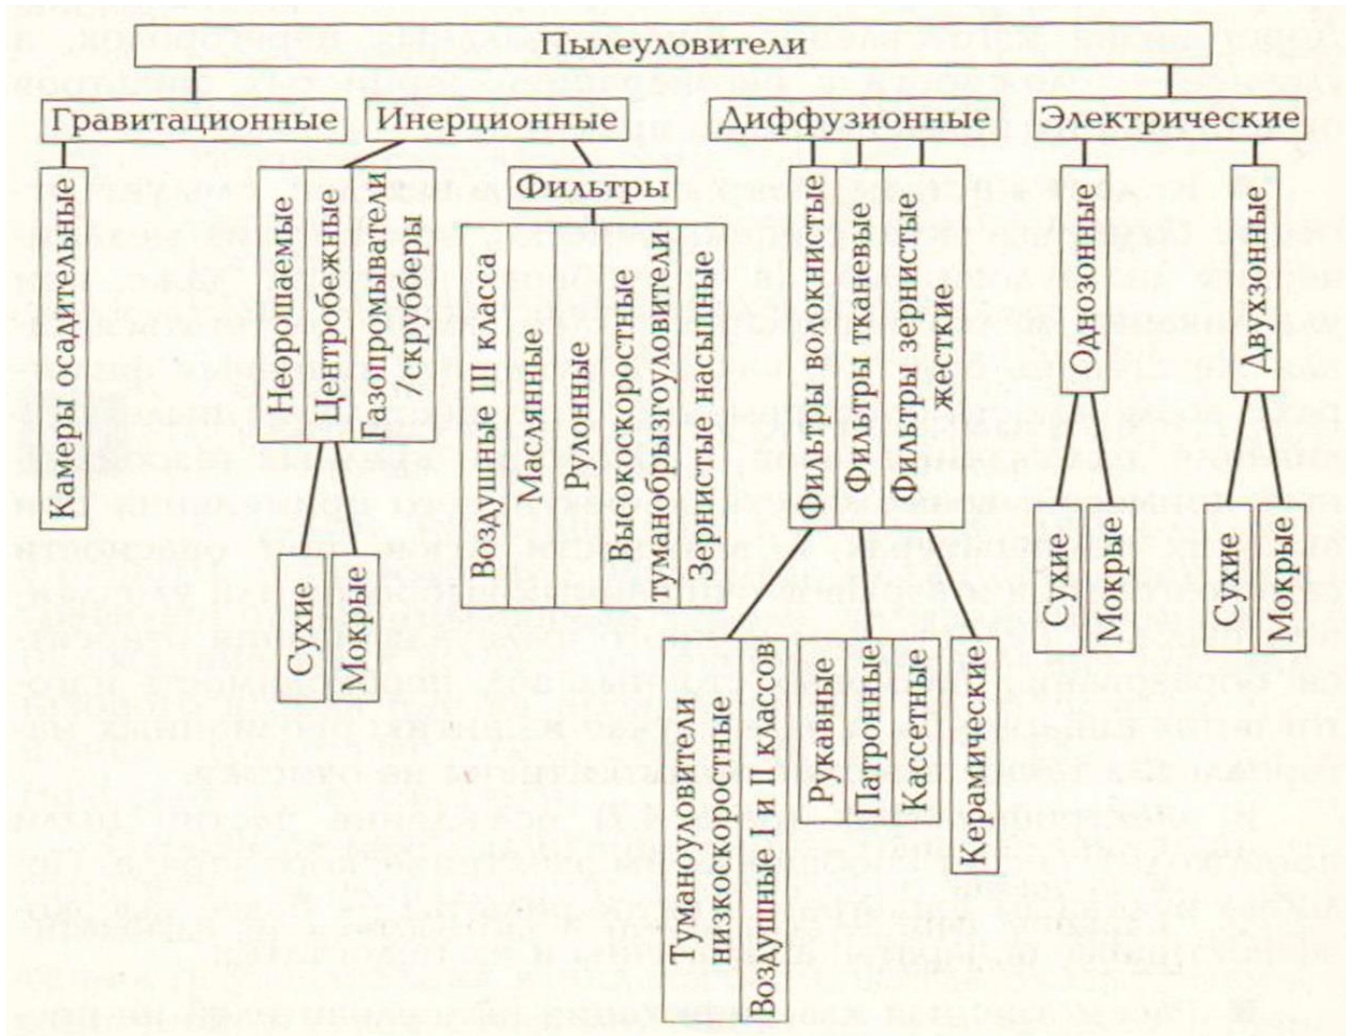 Пылеуловители
Гравитационные
Инерционные
Диффузионные
Электрические
Камеры осадительные
Неорошаемые
Центробежные
Газопромыватели
/скрубберы
Сухие
Мокрые
Фильтры
Воздушные III класса
Маслянные
Рулонные
Высокоскоростные
туманобрызгоуловители
Зернистые насыпные
Фильтры волокнистые
Фильтры тканевые
Фильтры зернистые
жесткие
Туманоуловители
низкоскоростные
Воздушные I и II классов
Рукавные
Патронные
Кассетные
Керамические
Однозонные
Сухие
Мокрые
Двухзонные
Сухие
Мокрые